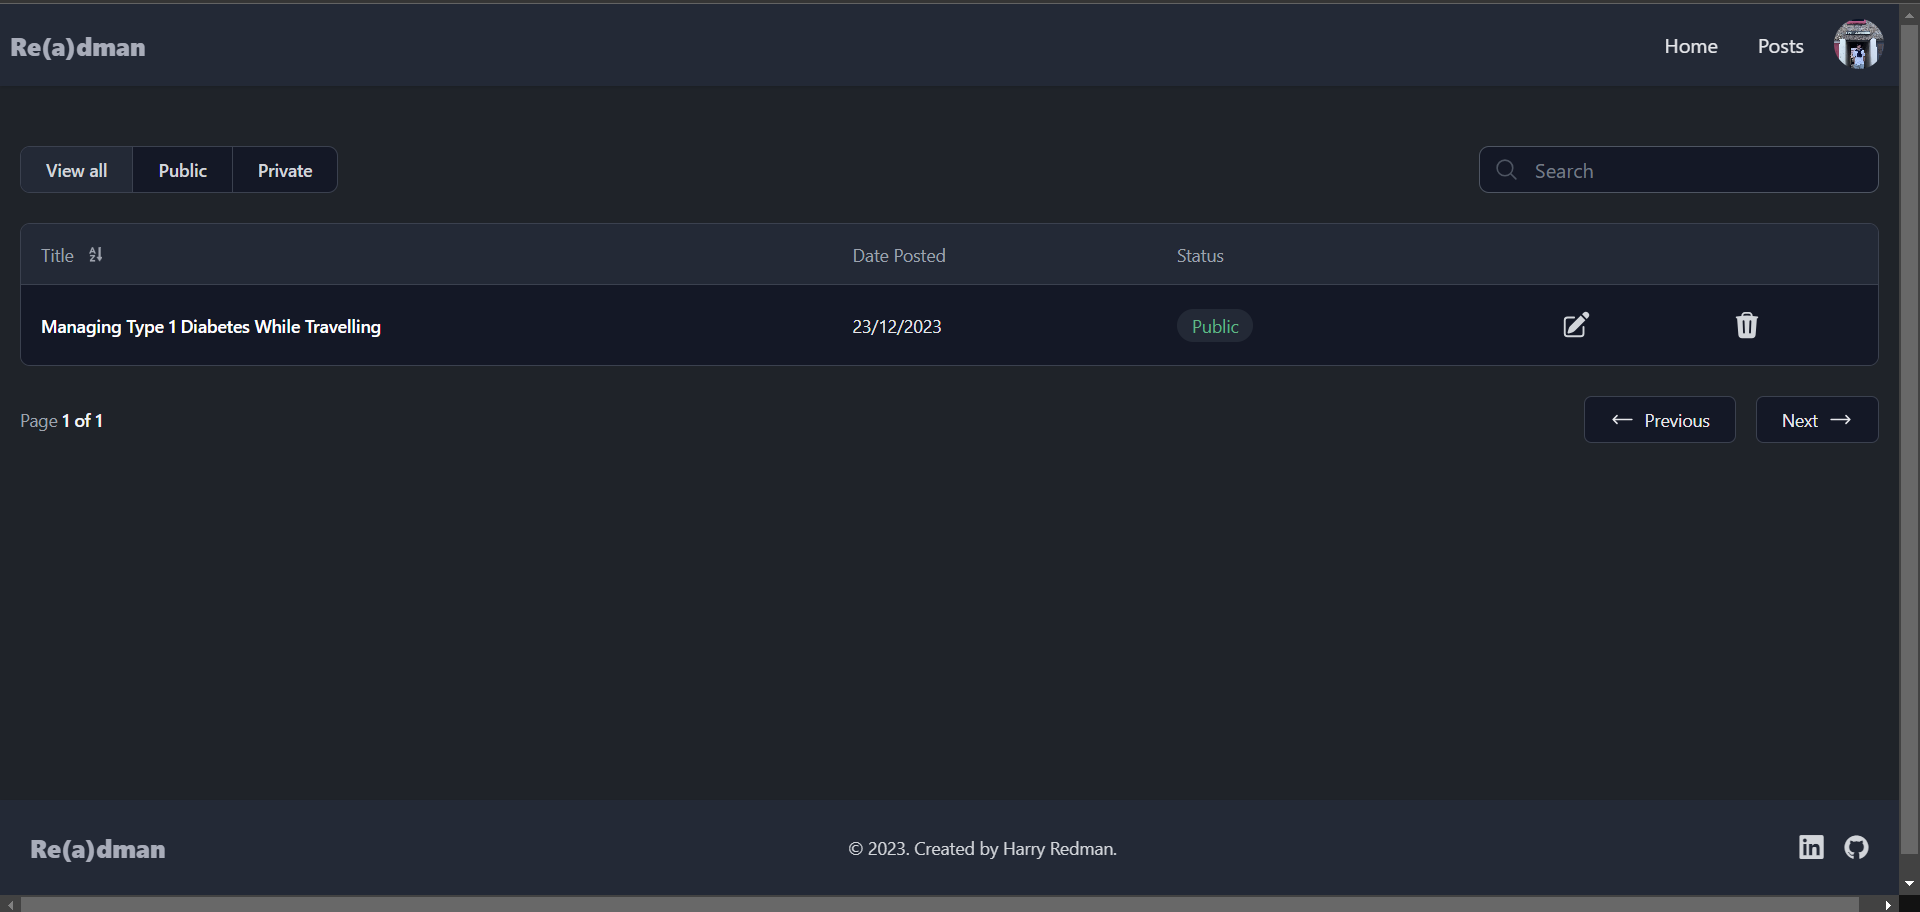 Re(a)dman
Home Posts
View all Public Private
Search
Title Date Posted Status
Managing Type 1 Diabetes While Travelling 23/12/2023 Public
Page 1 of 1
Previous Next
Re(a)dman
© 2023. Created by Harry Redman.